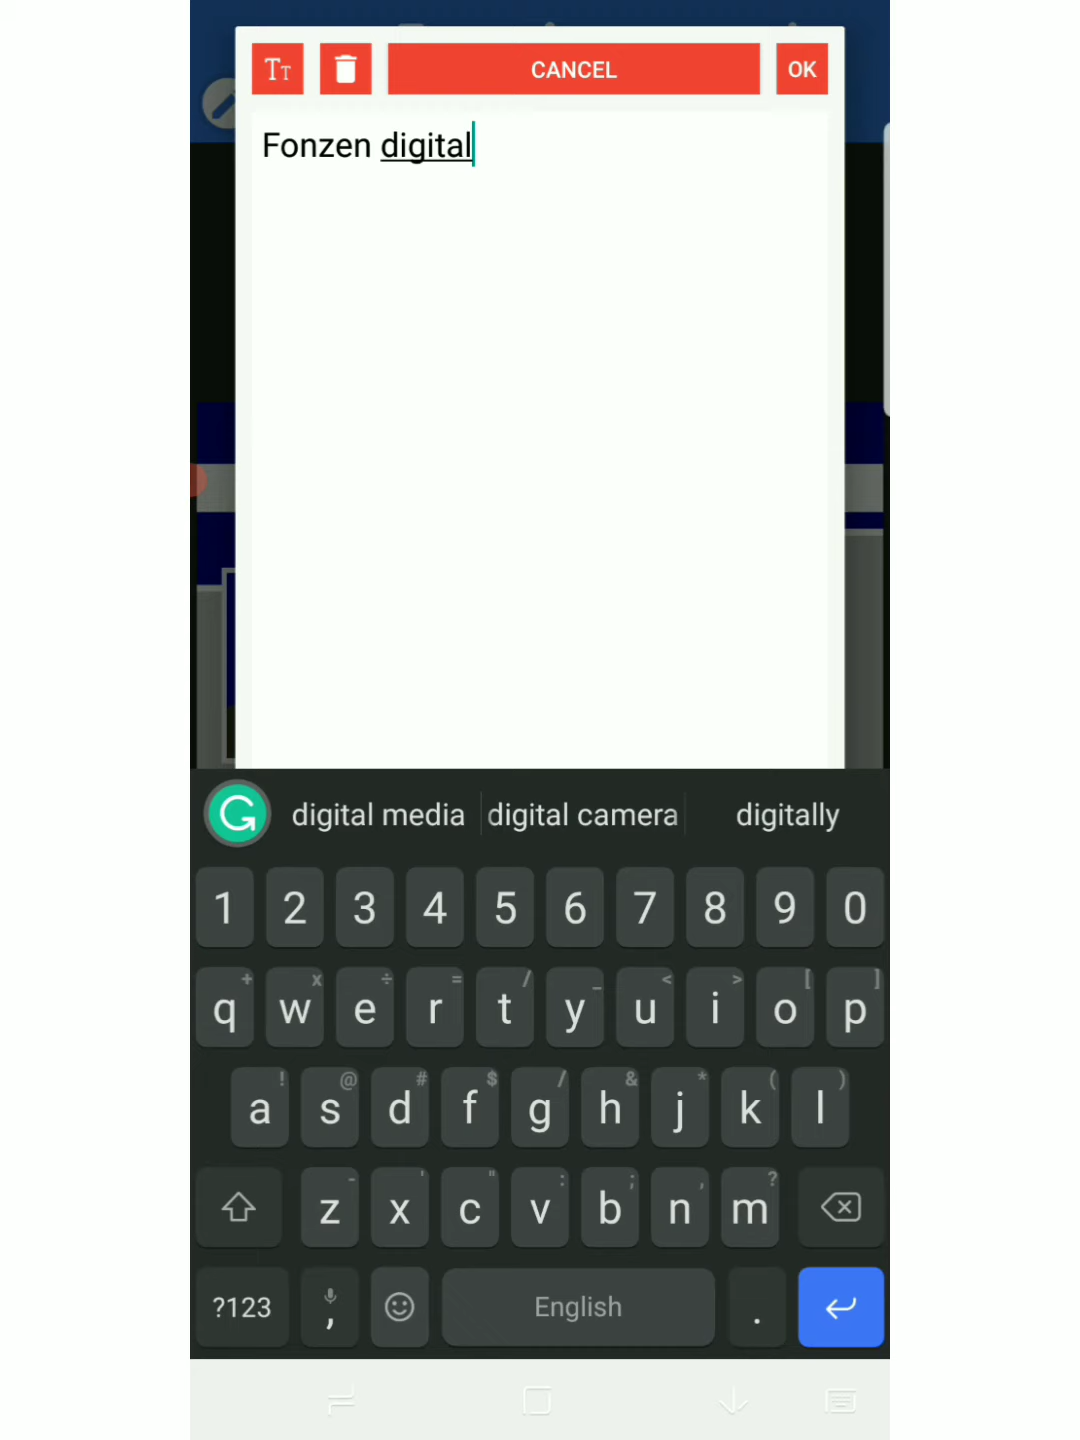 TT
CANCEL
OK
Fonzen digital
G
digital media
digital camera
digitally
1 2 3 4 5 6 7 8 9 0
+ x ÷ = / _ < > [ ]
q w e r t y u i o p
! @ # $ / & * ( )
a s d f g h j k l
- ' " : ; , ?
z x c v b n m
?123 , English .